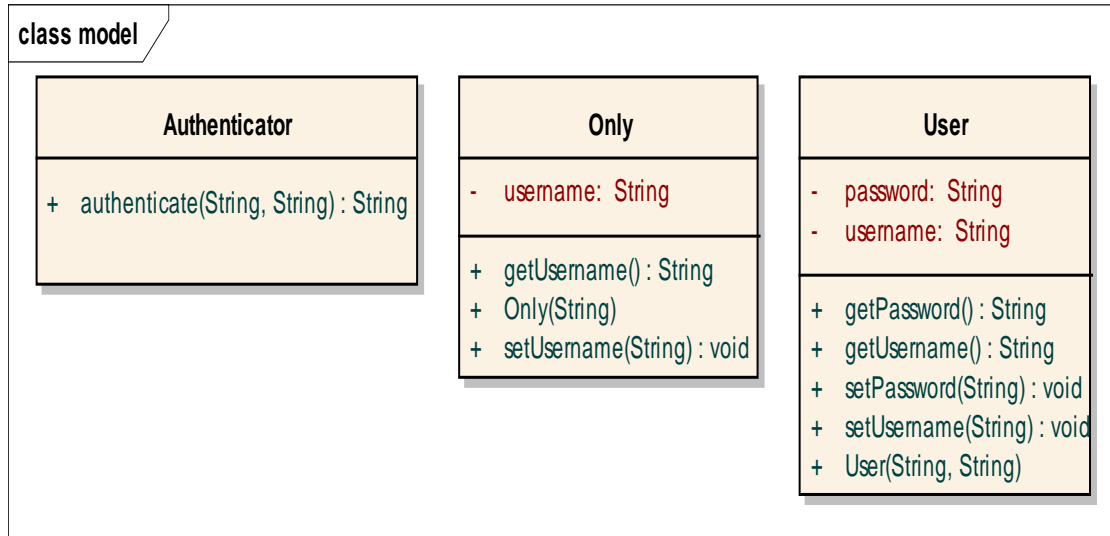 class model
Authenticator
+ authenticate(String, String) : String
Only
- username: String
+ getUsername() : String
+ Only(String)
+ setUsername(String) : void
User
- password: String
- username: String
+ getPassword() : String
+ getUsername() : String
+ setPassword(String) : void
+ setUsername(String) : void
+ User(String, String)